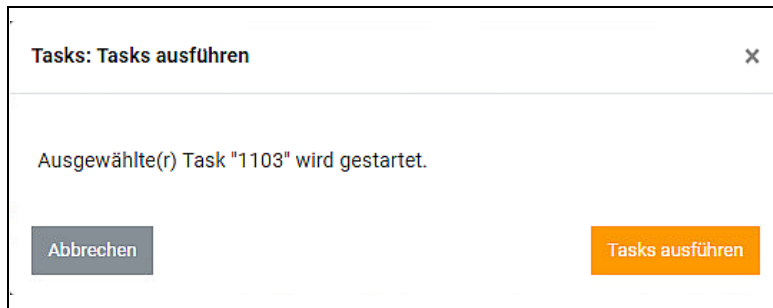 Tasks: Tasks ausführen
×
Ausgewählte(r) Task "1103" wird gestartet.
Abbrechen
Tasks ausführen